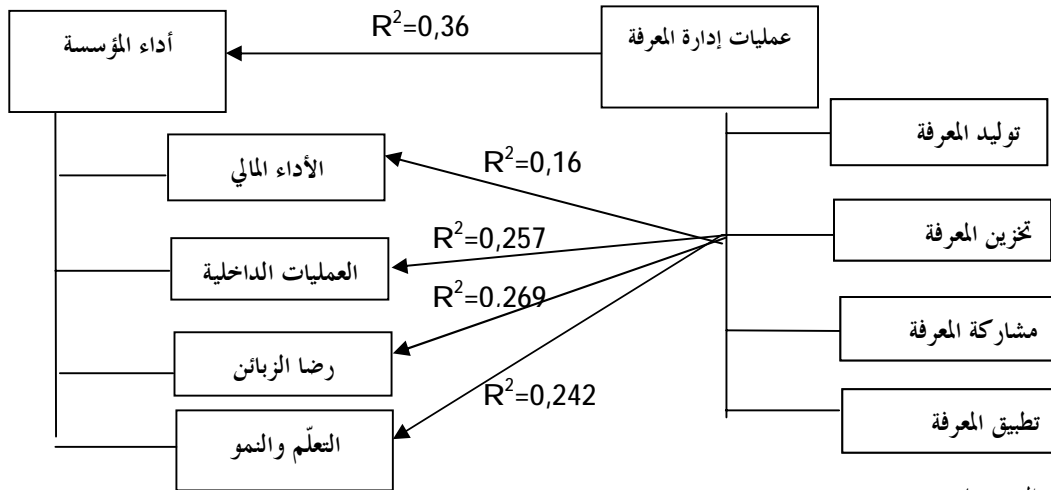 عمليات إدارة المعرفة
R²=0,36
أداء المؤسسة
توليد المعرفة
تخزين المعرفة
مشاركة المعرفة
تطبيق المعرفة
R²=0,16
الأداء المالي
R²=0,257
العمليات الداخلية
R²=0,269
رضا الزبائن
R²=0,242
التعلّم والنمو